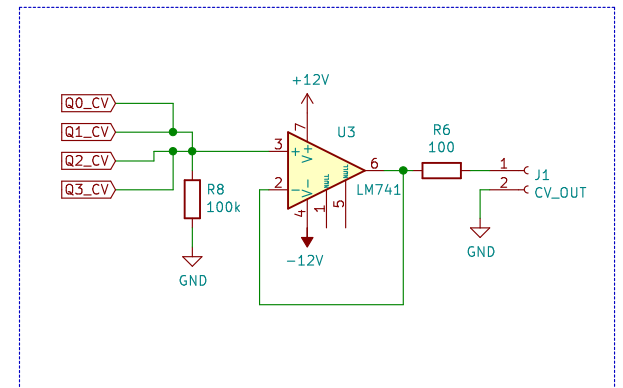 +12V
Q0_CV
Q1_CV
Q2_CV
Q3_CV
R8
100k
GND
3
2
7
+
-
V+
V-
NULL
NULL
4
1
5
-12V
U3
6
LM741
R6
100
1
2
J1
CV_OUT
GND